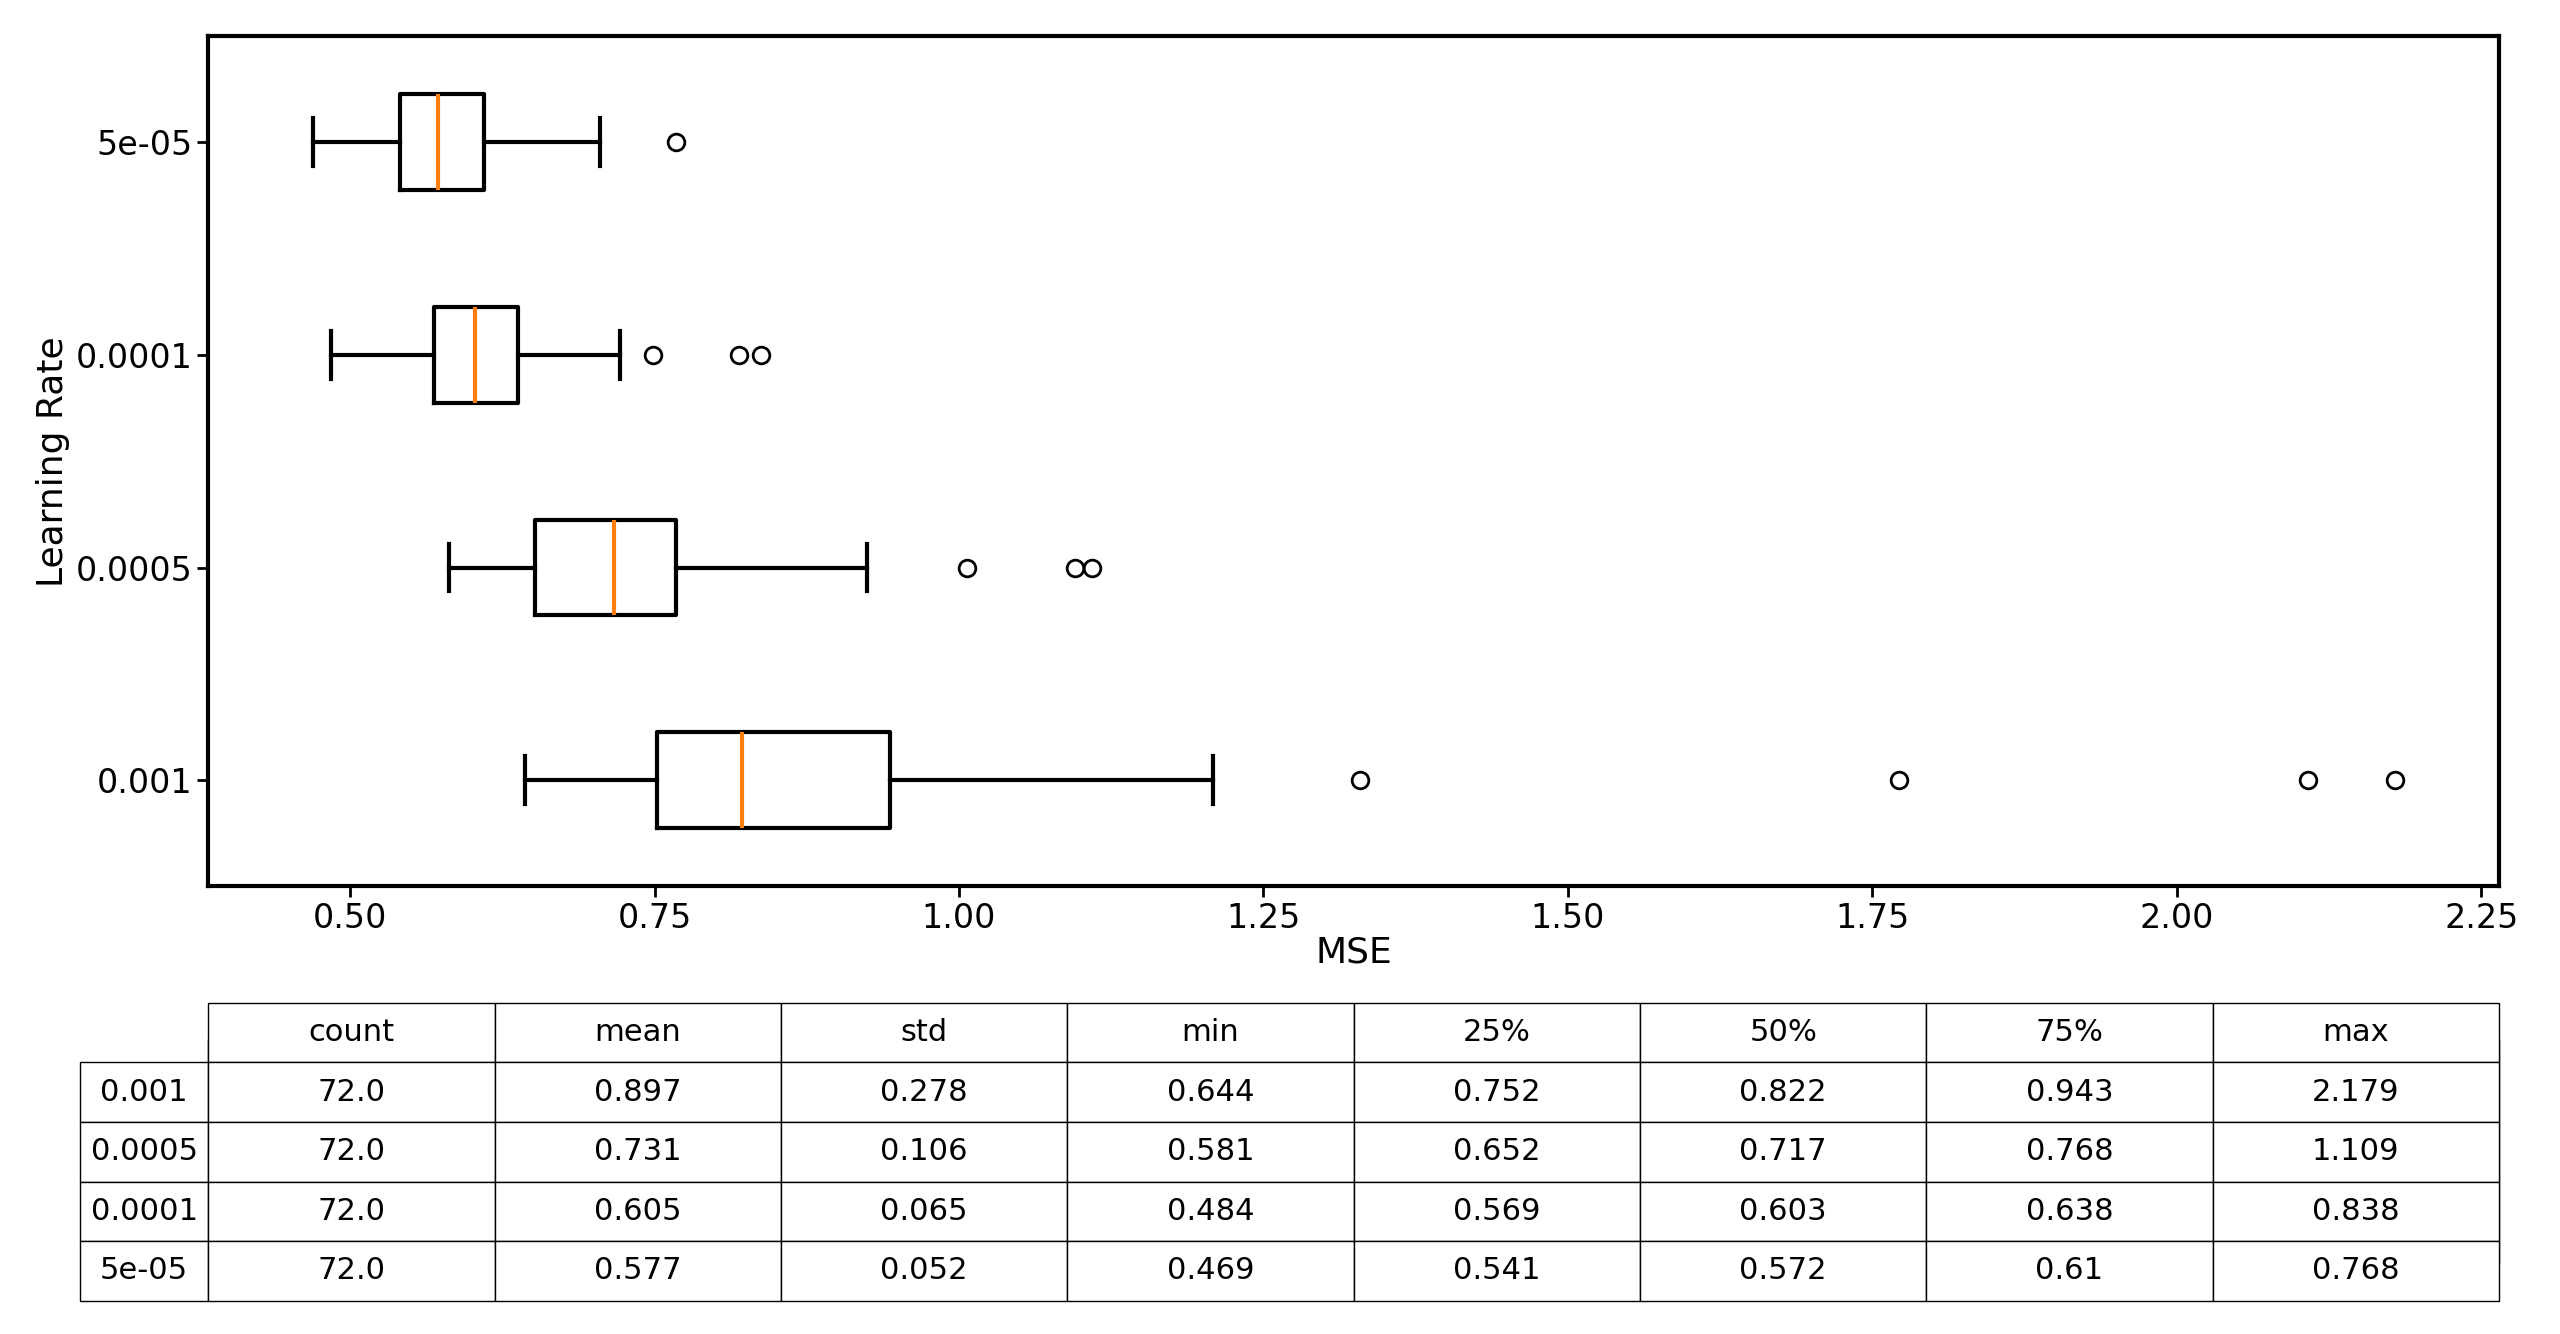 Learning Rate
5e-05
0.0001
0.0005
0.001
0.50 0.75 1.00 1.25 1.50 1.75 2.00 2.25
MSE
count mean std min 25% 50% 75% max
0.001 72.0 0.897 0.278 0.644 0.752 0.822 0.943 2.179
0.0005 72.0 0.731 0.106 0.581 0.652 0.717 0.768 1.109
0.0001 72.0 0.605 0.065 0.484 0.569 0.603 0.638 0.838
5e-05 72.0 0.577 0.052 0.469 0.541 0.572 0.61 0.768